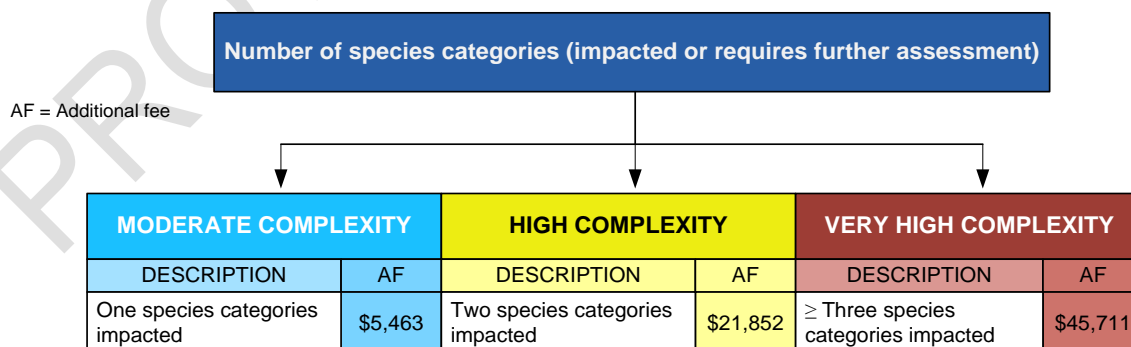 Number of species categories (impacted or requires further assessment)
AF = Additional fee
MODERATE COMPLEXITY
HIGH COMPLEXITY
VERY HIGH COMPLEXITY
DESCRIPTION
AF
DESCRIPTION
AF
DESCRIPTION
AF
One species categories
impacted
$5,463
Two species categories
impacted
$21,852
≥ Three species
categories impacted
$45,711